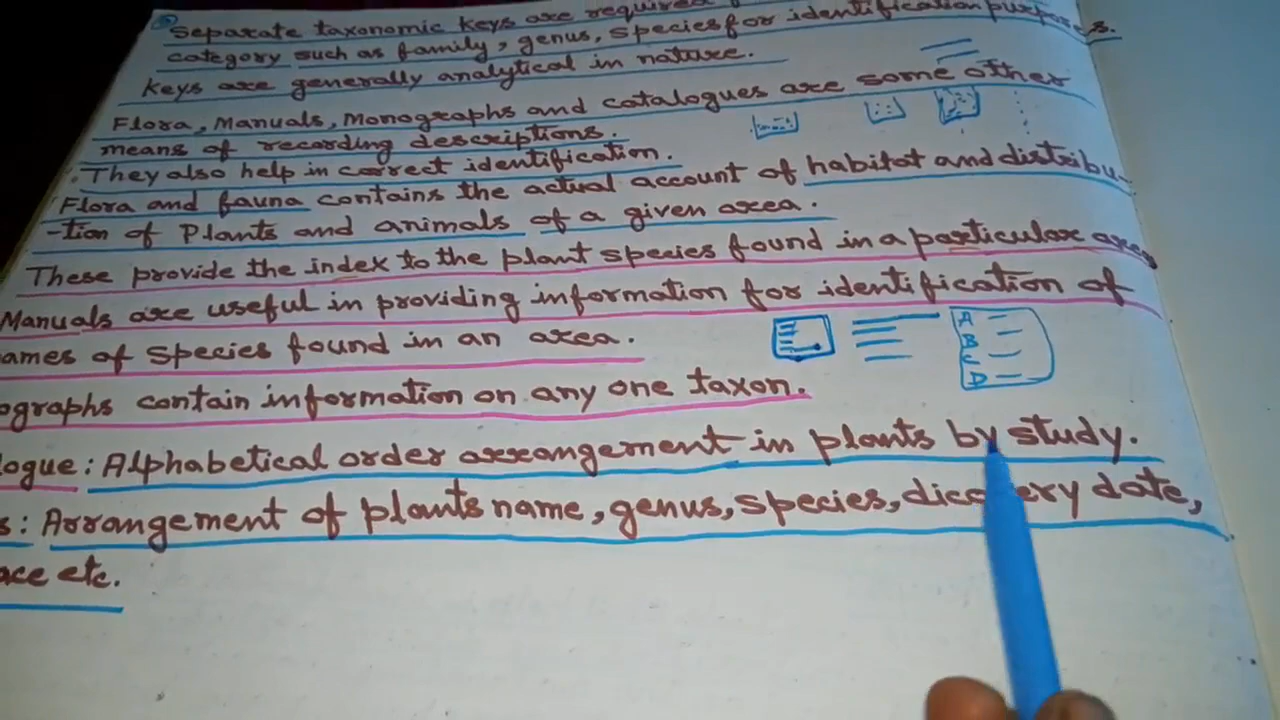 Separate taxonomic keys are required
category such as family, genus, species for identification purposes.
keys are generally analytical in nature.
Flora, Manuals, Monographs and catalogues are some other
means of recording descriptions.
They also help in correct identification.
Flora and fauna contains the actual account of habitat and distribu-
-tion of Plants and animals of a given area.
These provide the index to the plant species found in a particular area
Manuals are useful in providing information for identification of
ames of species found in an area.
ographs contain information on any one taxon.
logue: Alphabetical order arrangement in plants by study.
s: Arrangement of plants name, genus, species, dic ery date,
ace etc.
A
B
C
D